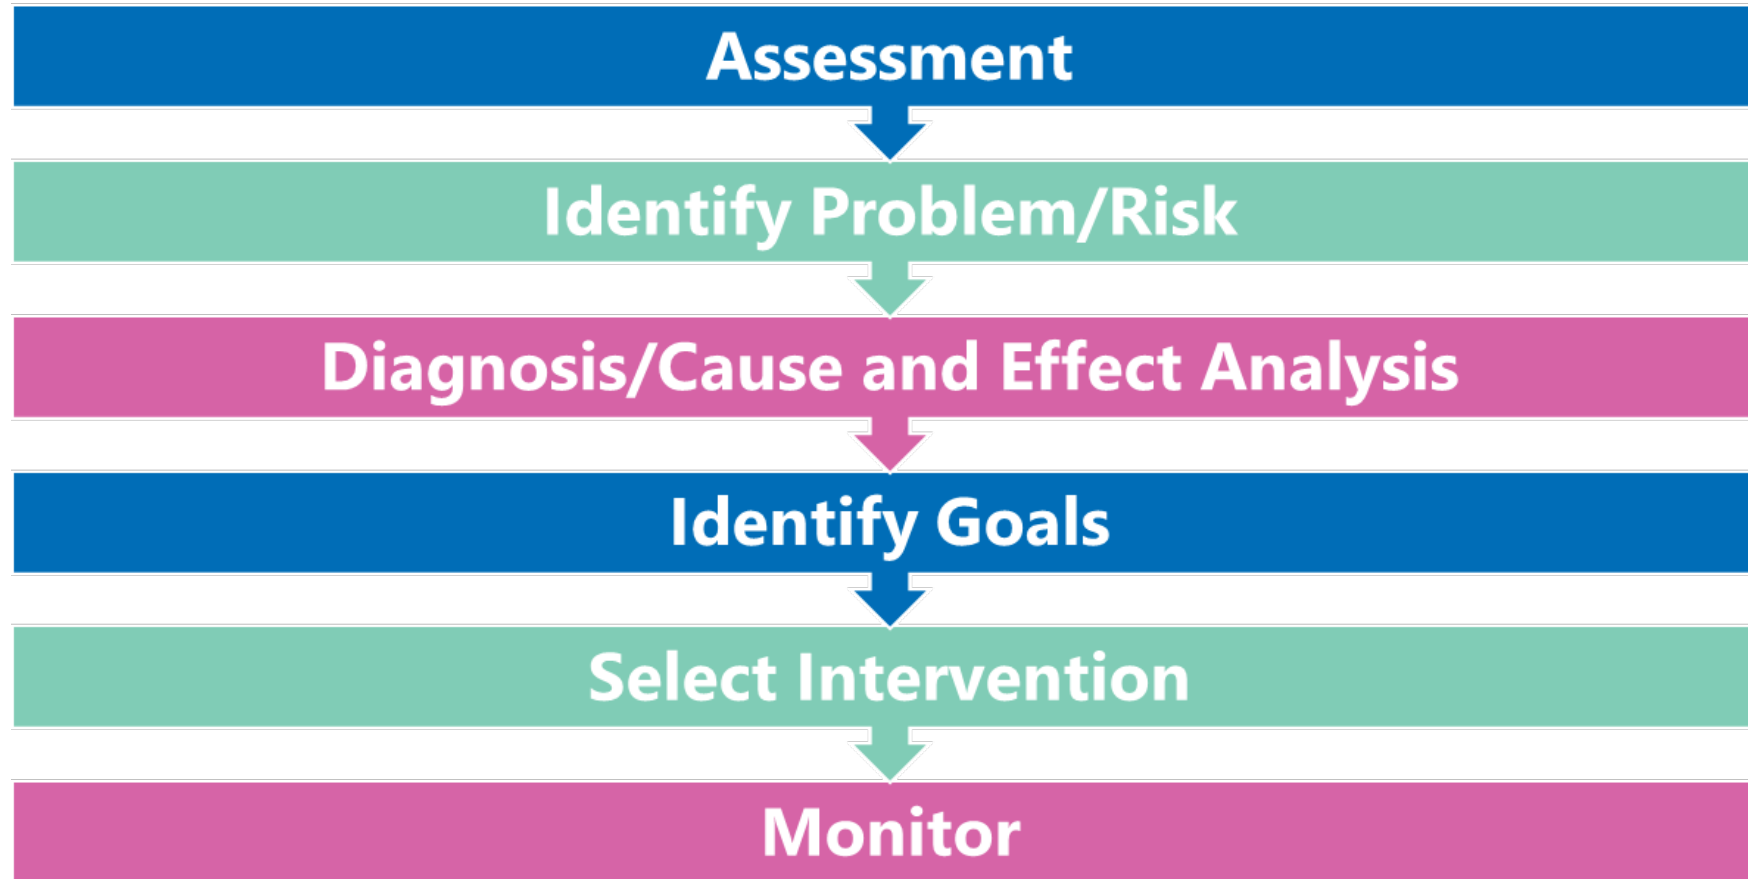 Assessment
Identify Problem/Risk
Diagnosis/Cause and Effect Analysis
Identify Goals
Select Intervention
Monitor